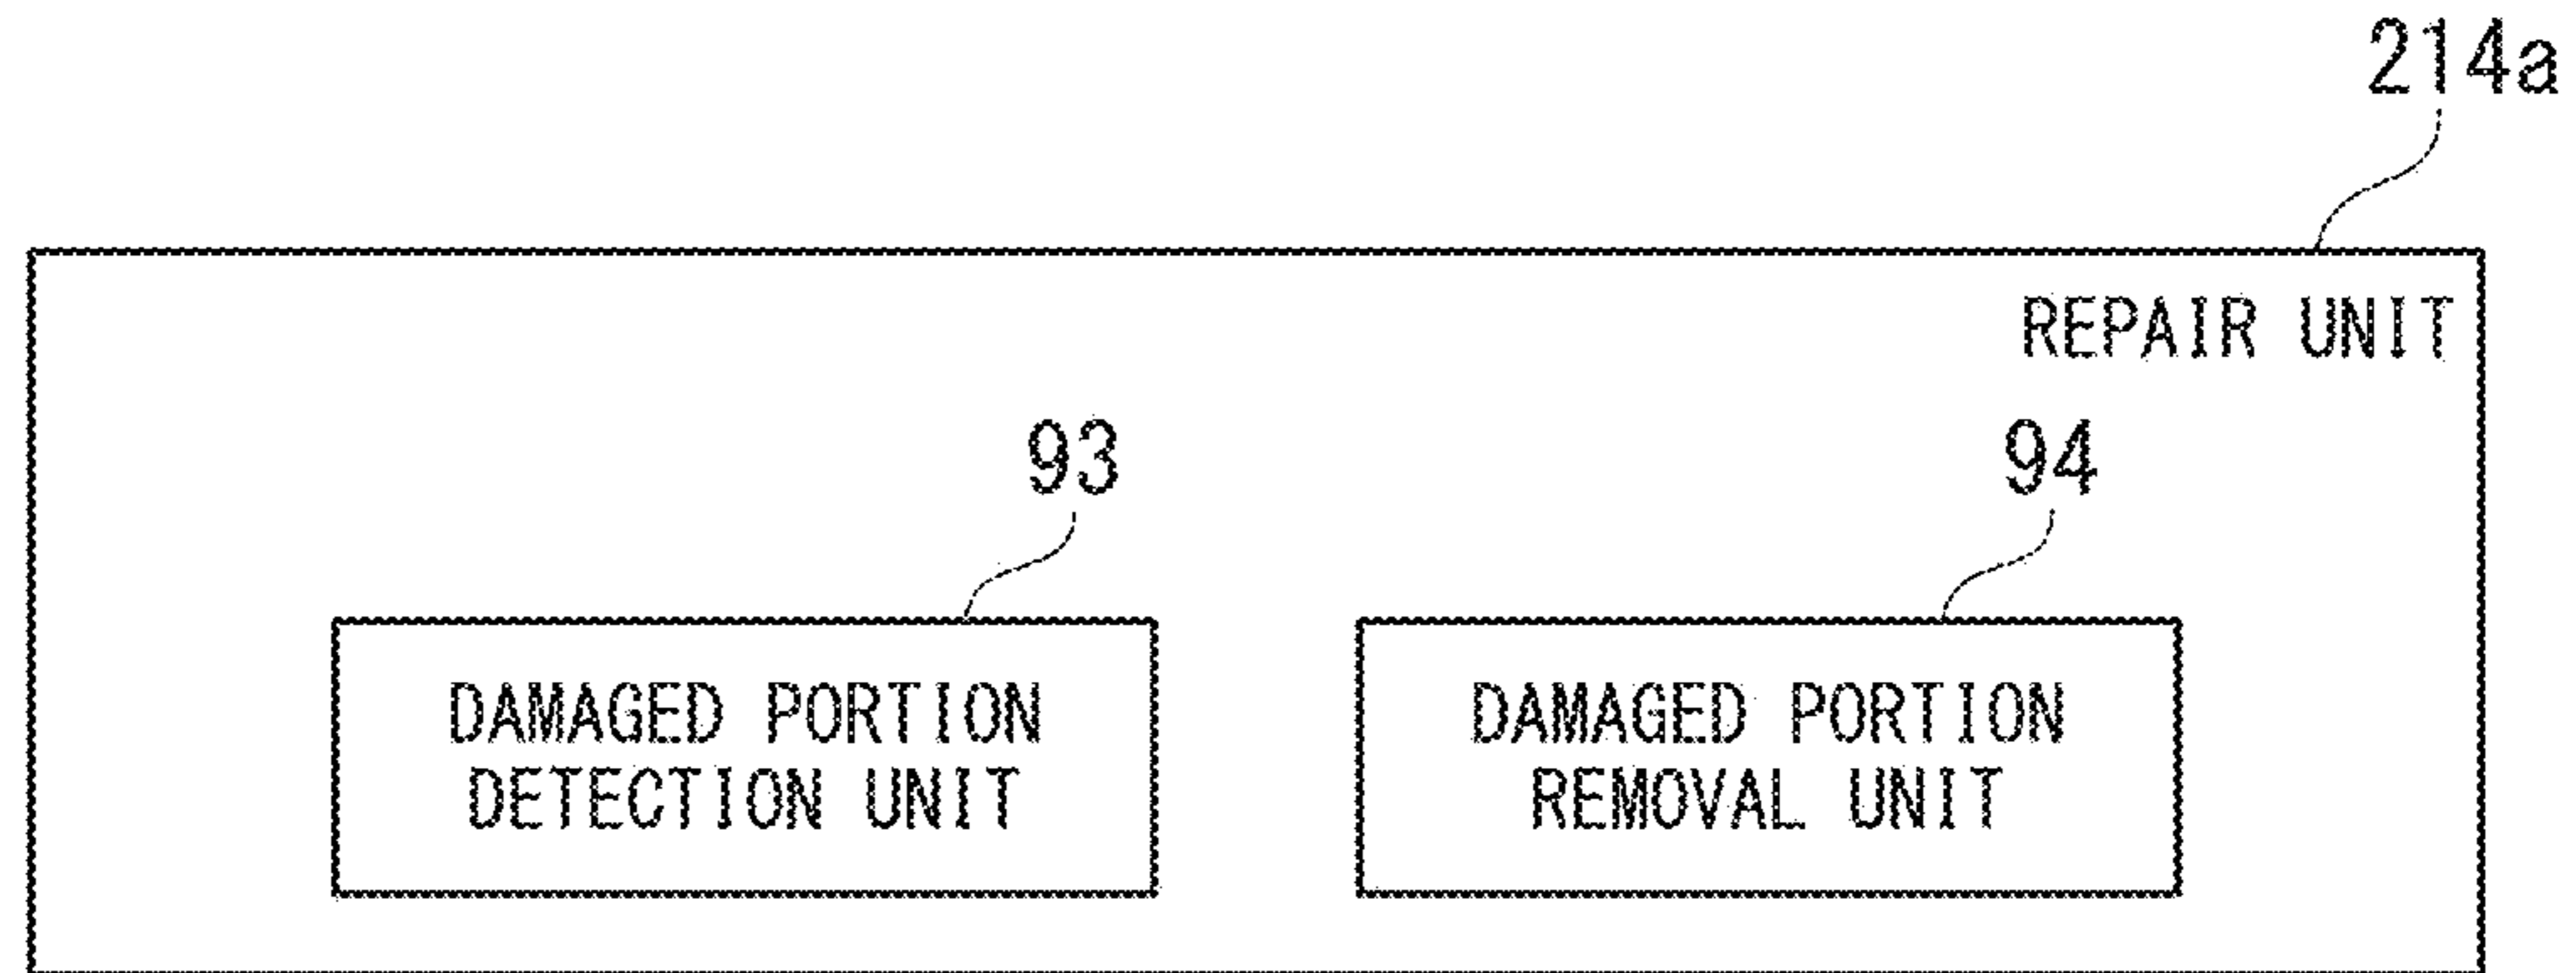 214a
REPAIR UNIT
93
94
DAMAGED PORTION
DETECTION UNIT
DAMAGED PORTION
REMOVAL UNIT